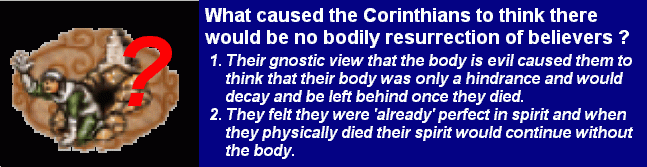 What caused the Corinthians to think there
would be no bodily resurrection of believers ?
1. Their gnostic view that the body is evil caused them to
think that their body was only a hindrance and would
decay and be left behind once they died.
2. They felt they were 'already' perfect in spirit and when
they physically died their spirit would continue without
the body.
?